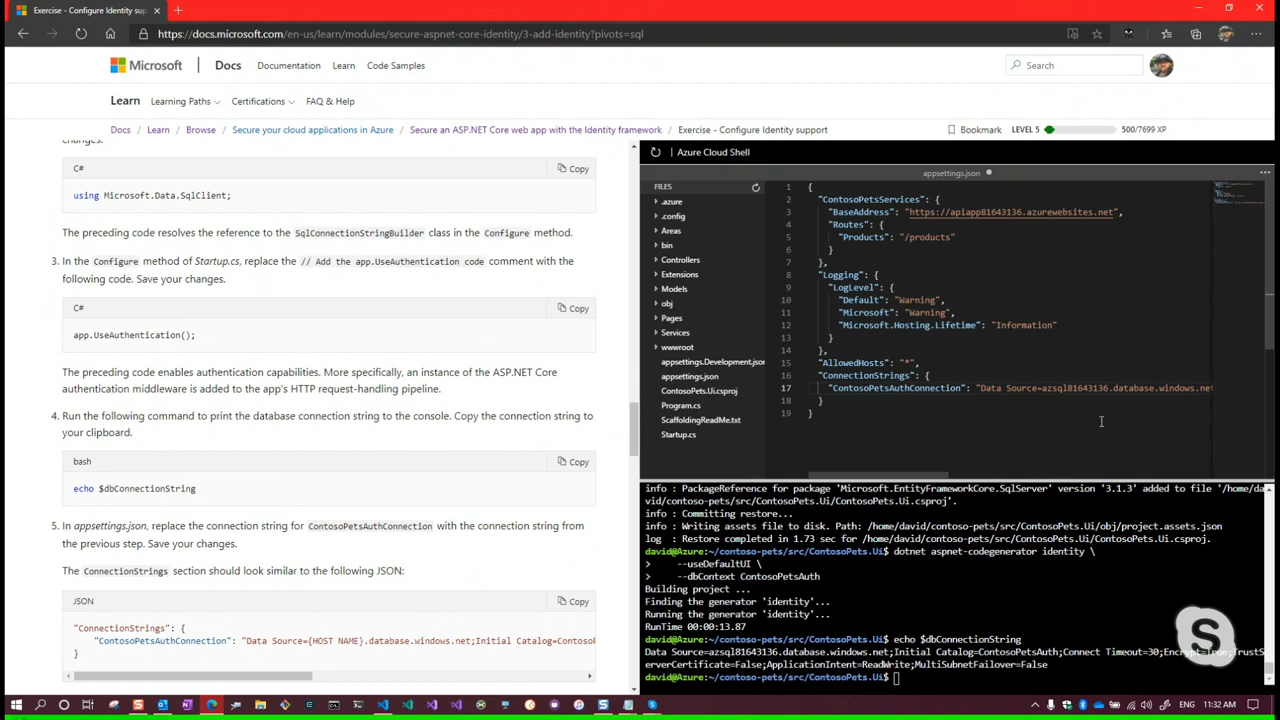 Exercise - Configure Identity sup
https://docs.microsoft.com/en-us/learn/modules/secure-aspnet-core-identity/3-add-identity?pivots=sql
Microsoft
Docs
Documentation
Learn
Code Samples
Search
Learn
Learning Paths
Certifications
FAQ & Help
Docs
Learn
Browse
Secure your cloud applications in Azure
Secure an ASP.NET Core web app with the Identity framework
Exercise - Configure Identity support
Bookmark
LEVEL 5
500/7699 XP
changes.
C#
Copy
using Microsoft.Data.SqlClient;
The preceding code resolves the reference to the SqlConnectionStringBuilder class in the Configure method.
3. In the Configure method of Startup.cs, replace the // Add the app.UseAuthentication code comment with the
following code. Save your changes.
C#
Copy
app.UseAuthentication();
The preceding code enables authentication capabilities. More specifically, an instance of the ASP.NET Core
authentication middleware is added to the app's HTTP request-handling pipeline.
4. Run the following command to print the database connection string to the console. Copy the connection string to
your clipboard.
bash
Copy
echo $dbConnectionString
5. In appsettings.json, replace the connection string for ContosoPetsAuthConnection with the connection string from
the previous step. Save your changes.
The ConnectionStrings section should look similar to the following JSON:
JSON
Copy
"ConnectionStrings": {
"ContosoPetsAuthConnection": "Data Source={HOST NAME}.database.windows.net;Initial Catalog=ContosoF
}
Azure Cloud Shell
appsettings.json
FILES
.azure
.config
Areas
bin
Controllers
Extensions
Models
obj
Pages
Services
wwwroot
appsettings.Development.json
appsettings.json
ContosoPets.Ui.csproj
Program.cs
ScaffoldingReadMe.txt
Startup.cs
1 {
2 "ContosoPetsServices": {
3 "BaseAddress": "https://apiapp81643136.azurewebsites.net",
4 "Routes": {
5 "Products": "/products"
6 }
7 },
8 "Logging": {
9 "LogLevel": {
10 "Default": "Warning",
11 "Microsoft": "Warning",
12 "Microsoft.Hosting.Lifetime": "Information"
13 }
14 },
15 "AllowedHosts": "*",
16 "ConnectionStrings": {
17 "ContosoPetsAuthConnection": "Data Source=azsql81643136.database.windows.net
18 }
19 }
info : PackageReference for package 'Microsoft.EntityFrameworkCore.SqlServer' version '3.1.3' added to file '/home/da
vid/contoso-pets/src/ContosoPets.Ui/ContosoPets.Ui.csproj'.
info : Committing restore...
info : Writing assets file to disk. Path: /home/david/contoso-pets/src/ContosoPets.Ui/obj/project.assets.json
log : Restore completed in 1.73 sec for /home/david/contoso-pets/src/ContosoPets.Ui/ContosoPets.Ui.csproj.
david@Azure:~/contoso-pets/src/ContosoPets.Ui$ dotnet aspnet-codegenerator identity \
> --useDefaultUI \
> --dbContext ContosoPetsAuth
Building project ...
Finding the generator 'identity'...
Running the generator 'identity'...
RunTime 00:00:13.87
david@Azure:~/contoso-pets/src/ContosoPets.Ui$ echo $dbConnectionString
Data Source=azsql81643136.database.windows.net;Initial Catalog=ContosoPetsAuth;Connect Timeout=30;Encrypt=True;TrustS
erverCertificate=False;ApplicationIntent=ReadWrite;MultiSubnetFailover=False
david@Azure:~/contoso-pets/src/ContosoPets.Ui$
ENG
11:32 AM